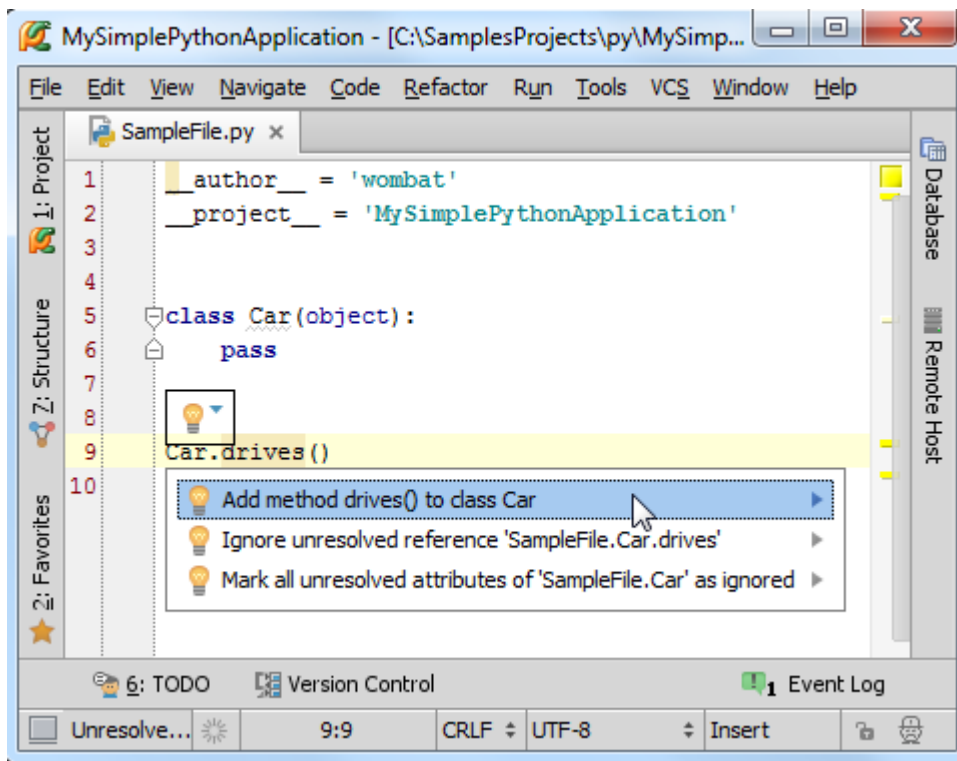 MySimplePythonApplication - [C:\SamplesProjects\py\MySimp...
File Edit View Navigate Code Refactor Run Tools VCS Window Help
1: Project
Z: Structure
2: Favorites
SampleFile.py
1 __author__ = 'wombat'
2 __project__ = 'MySimplePythonApplication'
3
4
5 class Car(object):
6 pass
7
8
9 Car.drives()
10
Add method drives() to class Car
Ignore unresolved reference 'SampleFile.Car.drives'
Mark all unresolved attributes of 'SampleFile.Car' as ignored
Database
Remote Host
6: TODO Version Control 1 Event Log
Unresolve... 9:9 CRLF UTF-8 Insert